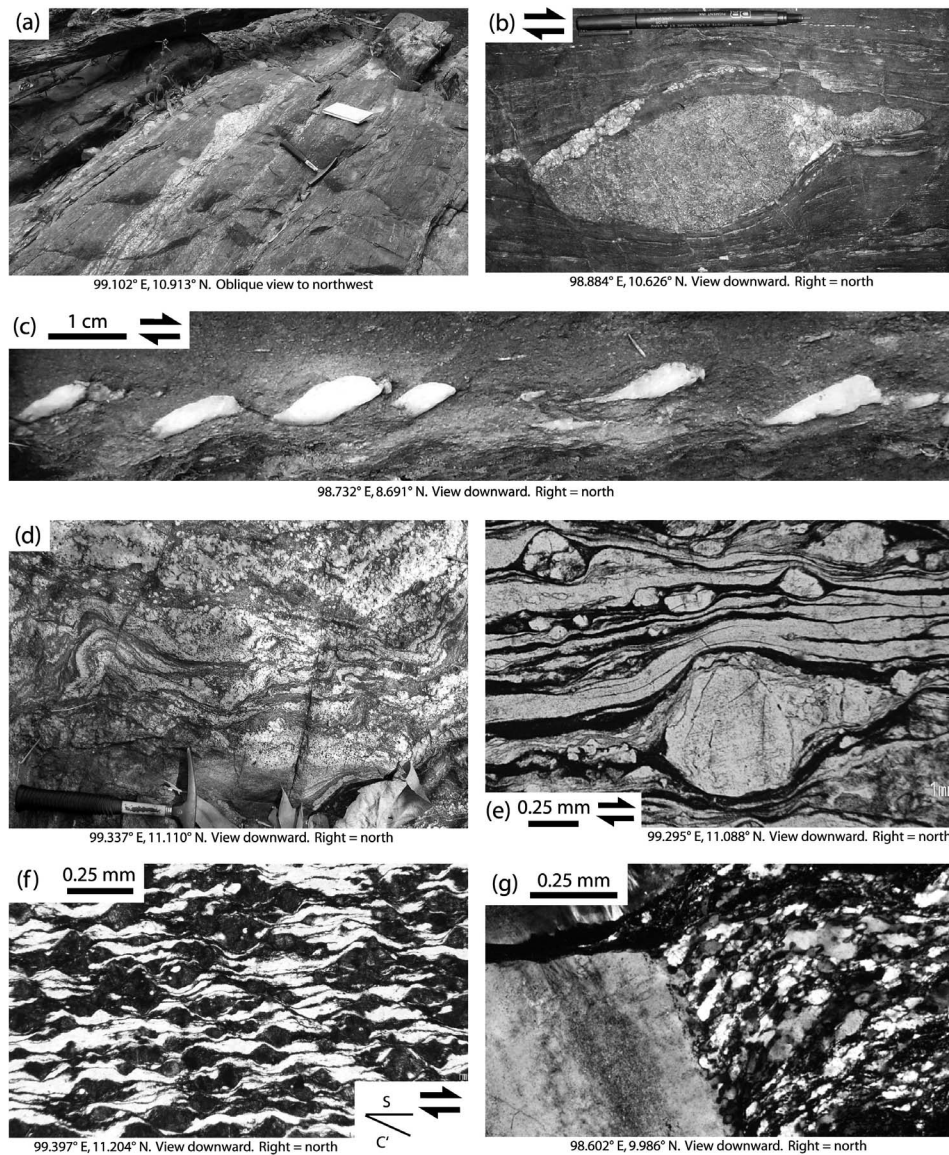 (a)
(b)
99.102° E, 10.913° N. Oblique view to northwest
98.884° E, 10.626° N. View downward. Right = north
(c)
1 cm
98.732° E, 8.691° N. View downward. Right = north
(d)
99.337° E, 11.110° N. View downward. Right = north
(e)
0.25 mm
99.295° E, 11.088° N. View downward. Right = north
(f)
0.25 mm
S
C'
99.397° E, 11.204° N. View downward. Right = north
(g)
0.25 mm
98.602° E, 9.986° N. View downward. Right = north